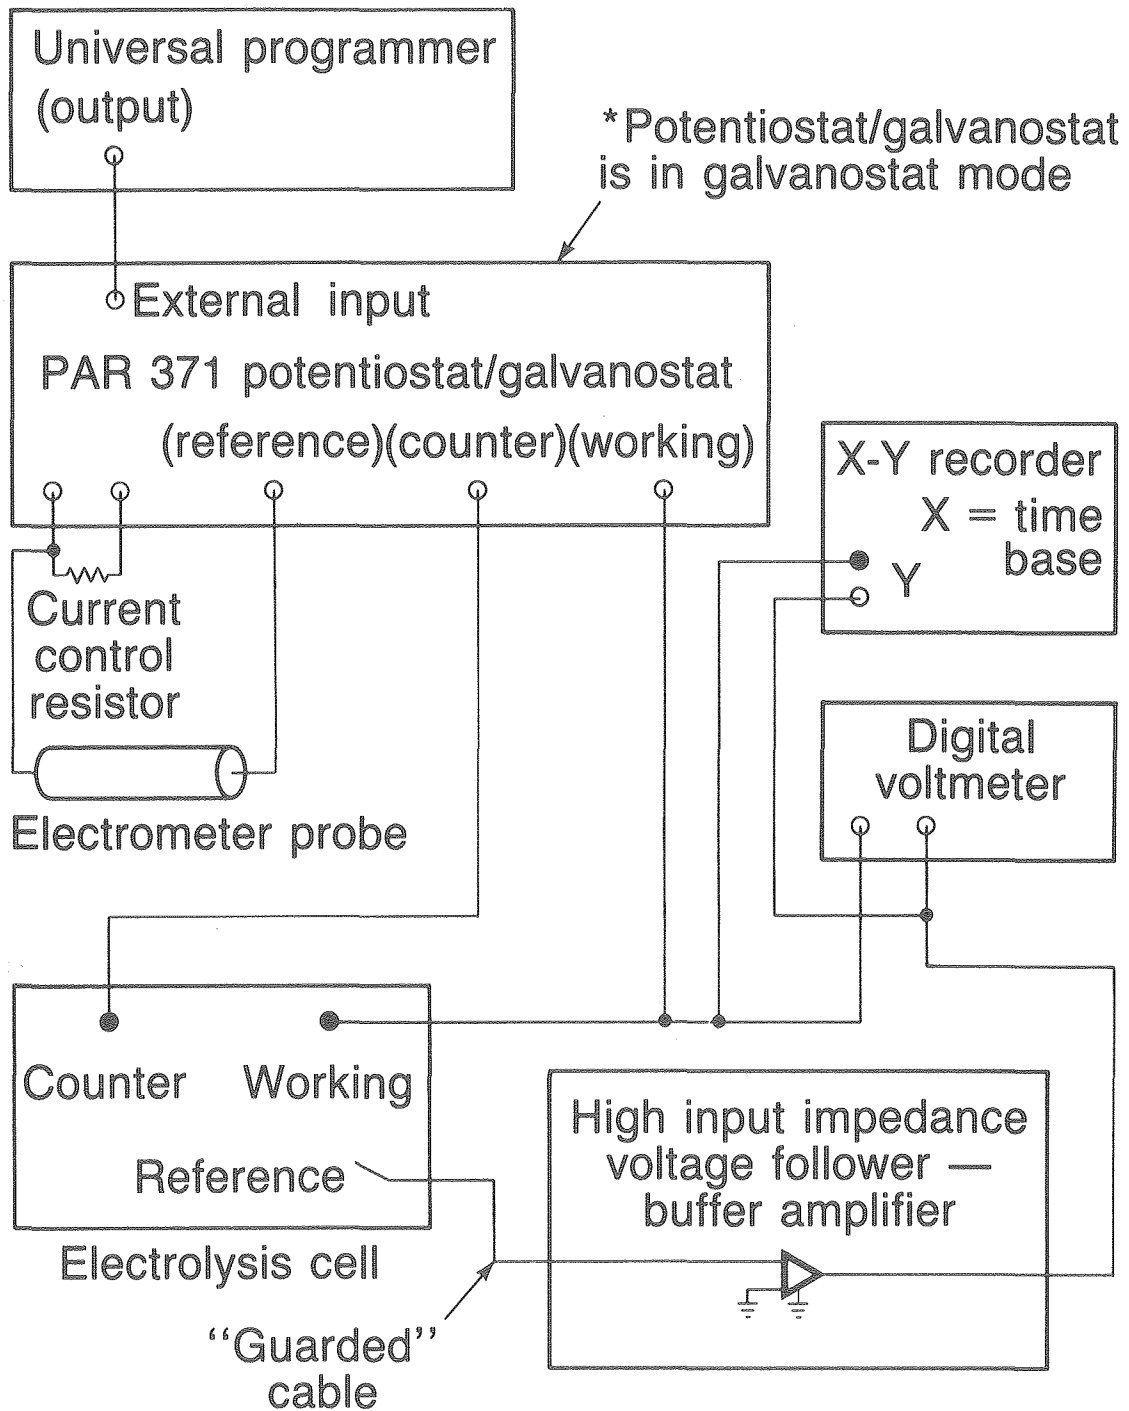 Universal programmer
(output)
*Potentiostat/galvanostat
is in galvanostat mode
External input
PAR 371 potentiostat/galvanostat
(reference)(counter)(working)
X-Y recorder
X = time
base
Y
Current
control
resistor
Digital
voltmeter
Electrometer probe
Counter
Working
Reference
High input impedance
voltage follower —
buffer amplifier
Electrolysis cell
‘‘Guarded’’
cable